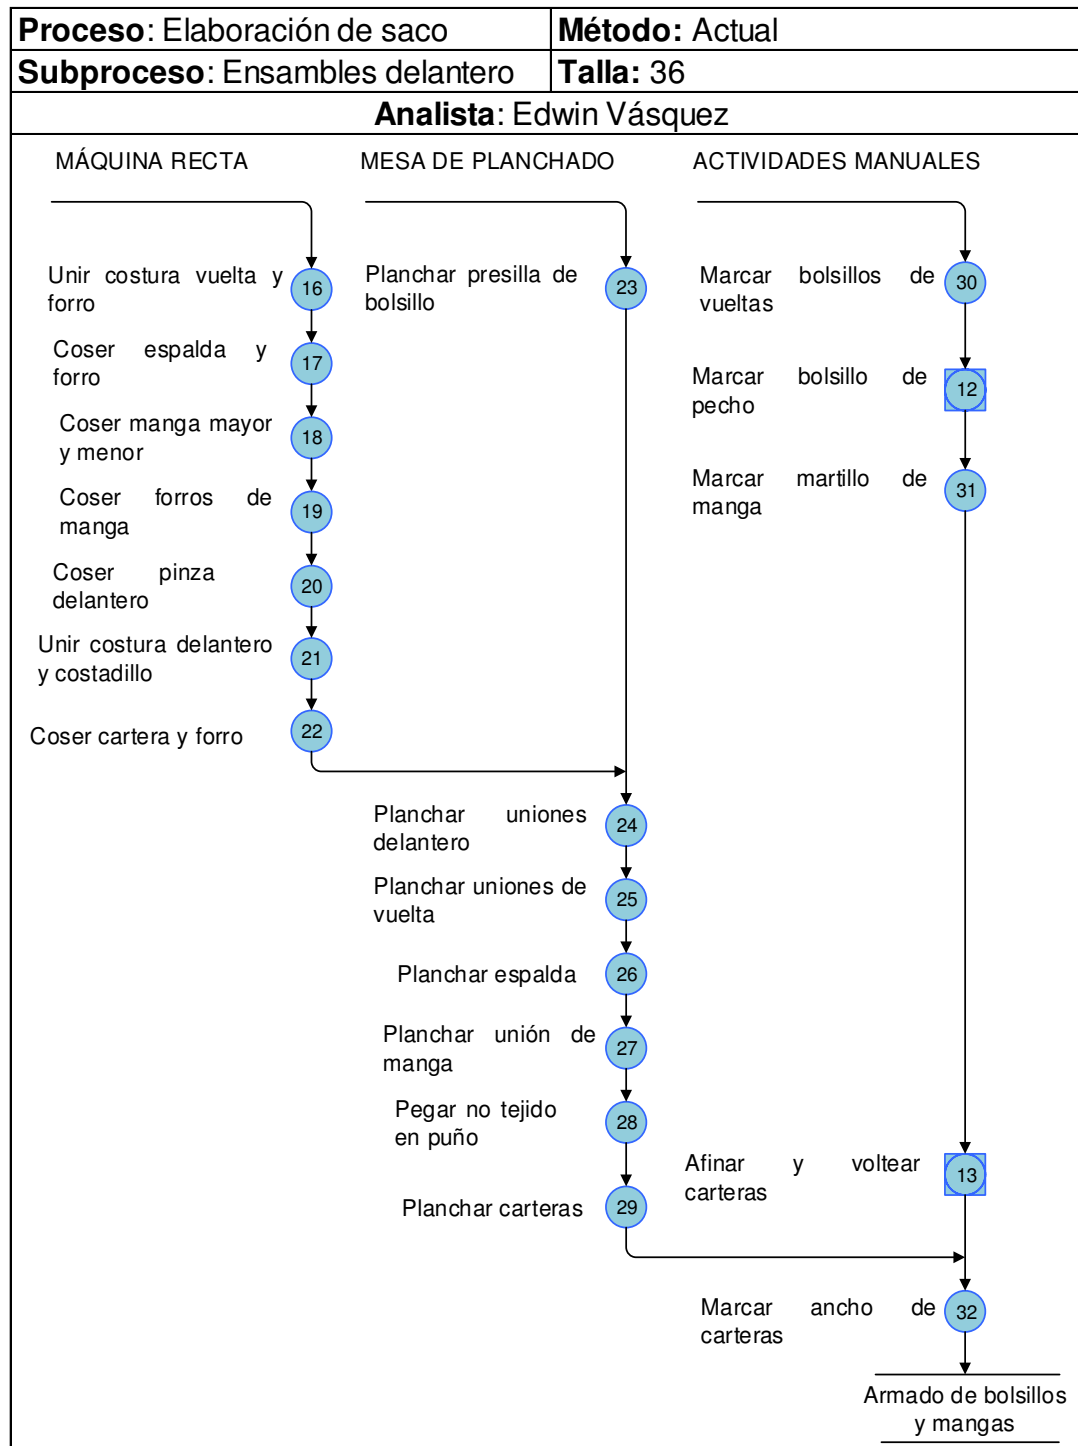 Proceso: Elaboración de saco
Método: Actual
Subproceso: Ensambles delantero
Talla: 36
Analista: Edwin Vásquez
MÁQUINA RECTA
MESA DE PLANCHADO
ACTIVIDADES MANUALES
Unir costura vuelta y
forro
16
Coser espalda y
forro
17
Coser manga mayor
y menor
18
Coser forros de
manga
19
Coser pinza
delantero
20
Unir costura delantero
y costadillo
21
Coser cartera y forro
22
Planchar presilla de
bolsillo
23
Planchar uniones
delantero
24
Planchar uniones de
vuelta
25
Planchar espalda
26
Planchar unión de
manga
27
Pegar no tejido
en puño
28
Planchar carteras
29
Marcar bolsillos de
vueltas
30
Marcar bolsillo de
pecho
12
Marcar martillo de
manga
31
Afinar y voltear
carteras
13
Marcar ancho de
carteras
32
Armado de bolsillos
y mangas